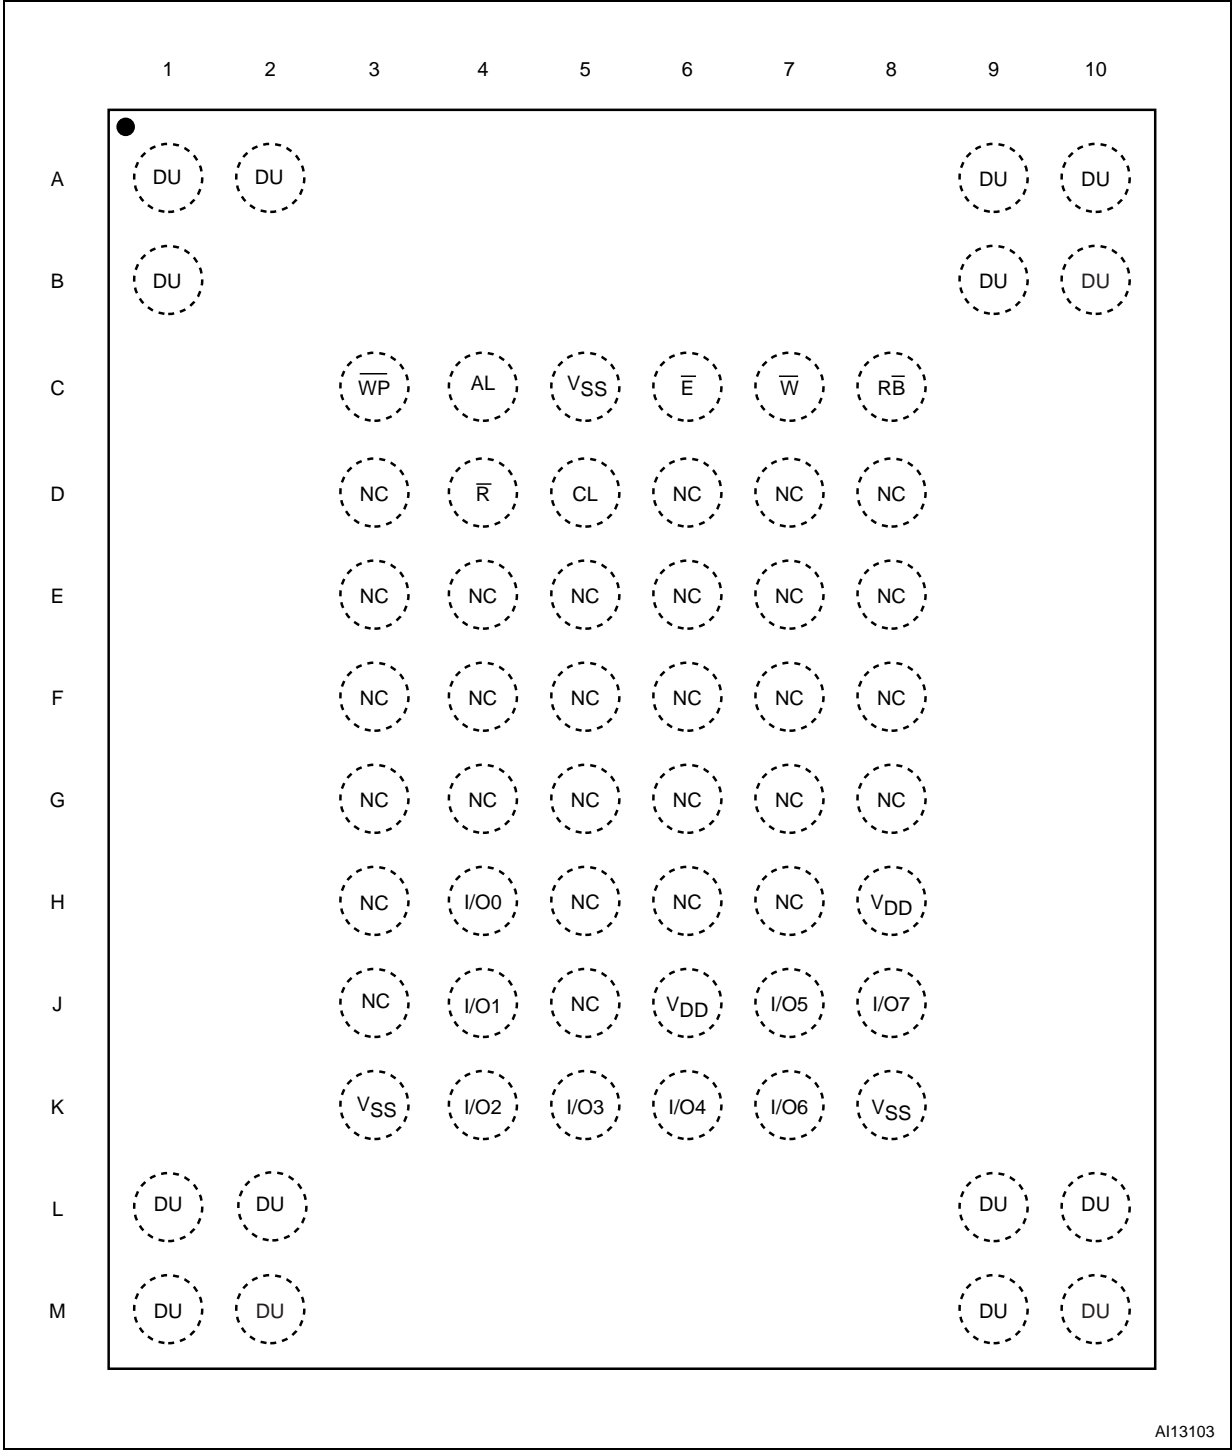 1 2 3 4 5 6 7 8 9 10
A DU DU DU DU
B DU DU DU
C W̅P̅ AL VSS E̅ W̅ RB̅
D NC R̅ CL NC NC NC
E NC NC NC NC NC NC
F NC NC NC NC NC NC
G NC NC NC NC NC NC
H NC I/O0 NC NC NC VDD
J NC I/O1 NC VDD I/O5 I/O7
K VSS I/O2 I/O3 I/O4 I/O6 VSS
L DU DU DU DU
M DU DU DU DU
AI13103